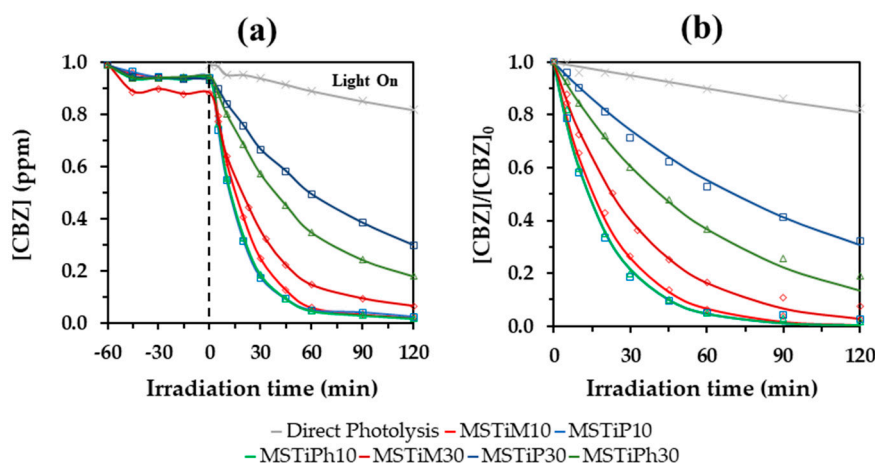 (a)
(b)
Light On
[CBZ] (ppm)
1.0
0.8
0.6
0.4
0.2
0.0
-60 -30 0 30 60 90 120
Irradiation time (min)
[CBZ]/[CBZ]0
1.0
0.8
0.6
0.4
0.2
0.0
0 30 60 90 120
Irradiation time (min)
Direct Photolysis MSTiM10 MSTiP10
MSTiPh10 MSTiM30 MSTiP30 MSTiPh30